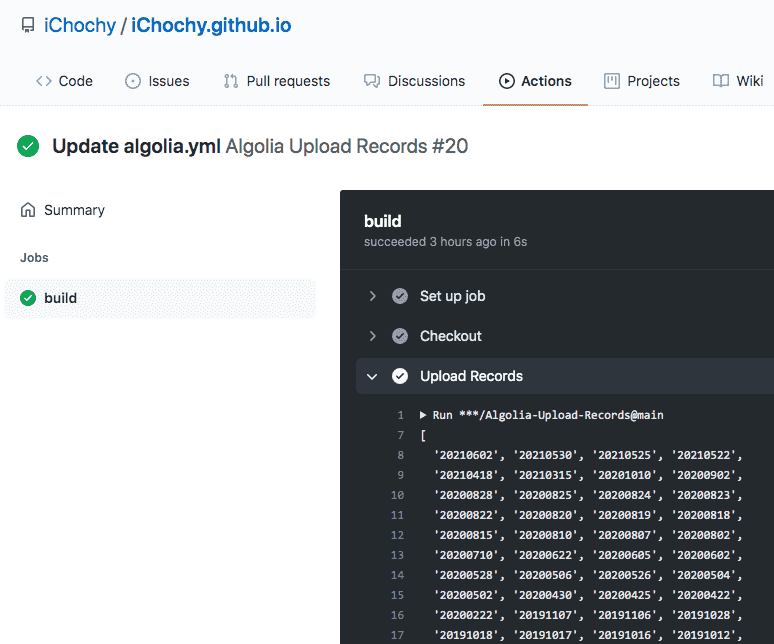 iChochy / iChochy.github.io
Code Issues Pull requests Discussions Actions Projects Wiki
Update algolia.yml Algolia Upload Records #20
Summary
Jobs
build
build
succeeded 3 hours ago in 6s
Set up job
Checkout
Upload Records
1 Run ***/Algolia-Upload-Records@main
7 [
8 '20210602', '20210530', '20210525', '20210522',
9 '20210418', '20210315', '20201010', '20200902',
10 '20200828', '20200825', '20200824', '20200823',
11 '20200822', '20200820', '20200819', '20200818',
12 '20200815', '20200810', '20200807', '20200802',
13 '20200710', '20200622', '20200605', '20200602',
14 '20200528', '20200506', '20200526', '20200504',
15 '20200502', '20200430', '20200425', '20200422',
16 '20200222', '20191107', '20191106', '20191028',
17 '20191018', '20191017', '20191016', '20191012',